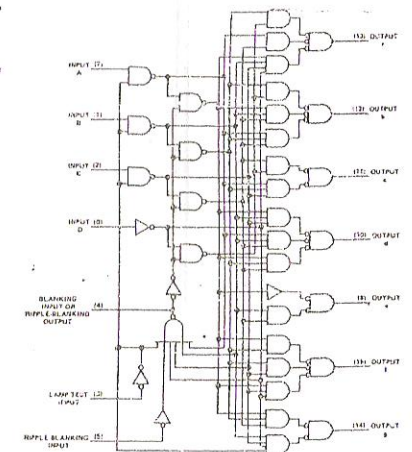 INPUT (7)
A
INPUT (1)
B
INPUT (2)
C
INPUT (6)
D
BLANKING
INPUT OR (4)
RIPPLE-BLANKING
OUTPUT
LAMP TEST (3)
INPUT
RIPPLE BLANKING (5)
INPUT
(13) OUTPUT
(12) OUTPUT
b
(11) OUTPUT
(10) OUTPUT
d
OUTPUT
(15) OUTPUT
(14) OUTPUT
g